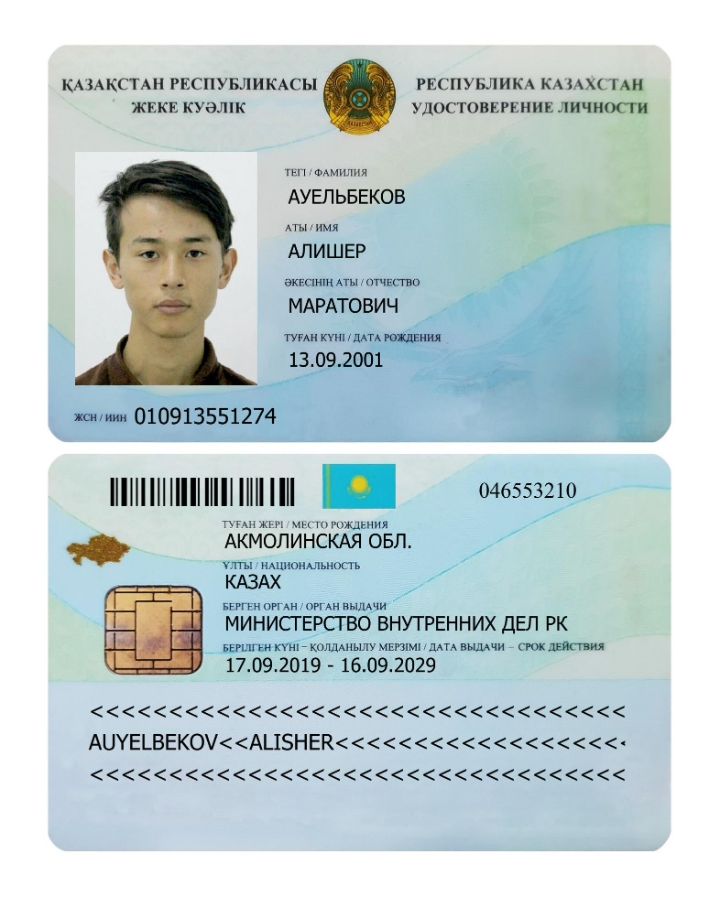 ҚАЗАҚСТАН РЕСПУБЛИКАСЫ
ЖЕКЕ КУӘЛІК
РЕСПУБЛИКА КАЗАХСТАН
УДОСТОВЕРЕНИЕ ЛИЧНОСТИ
ТЕГІ / ФАМИЛИЯ
АУЕЛЬБЕКОВ
АТЫ / ИМЯ
АЛИШЕР
ӘКЕСІНІҢ АТЫ / ОТЧЕСТВО
МАРАТОВИЧ
ТУҒАН КҮНІ / ДАТА РОЖДЕНИЯ
13.09.2001
ЖСН / ИИН 010913551274
046553210
ТУҒАН ЖЕРІ / МЕСТО РОЖДЕНИЯ
АКМОЛИНСКАЯ ОБЛ.
ҰЛТЫ / НАЦИОНАЛЬНОСТЬ
КАЗАХ
БЕРГЕН ОРГАН / ОРГАН ВЫДАЧИ
МИНИСТЕРСТВО ВНУТРЕННИХ ДЕЛ РК
БЕРІЛГЕН КҮНІ – ҚОЛДАНЫЛУ МЕРЗІМІ / ДАТА ВЫДАЧИ – СРОК ДЕЙСТВИЯ
17.09.2019 - 16.09.2029
<<<<<<<<<<<<<<<<<<<<<<<<<<<<<<<<<<
AUYELBEKOV<<ALISHER<<<<<<<<<<<<<<<<<<<
<<<<<<<<<<<<<<<<<<<<<<<<<<<<<<<<<<